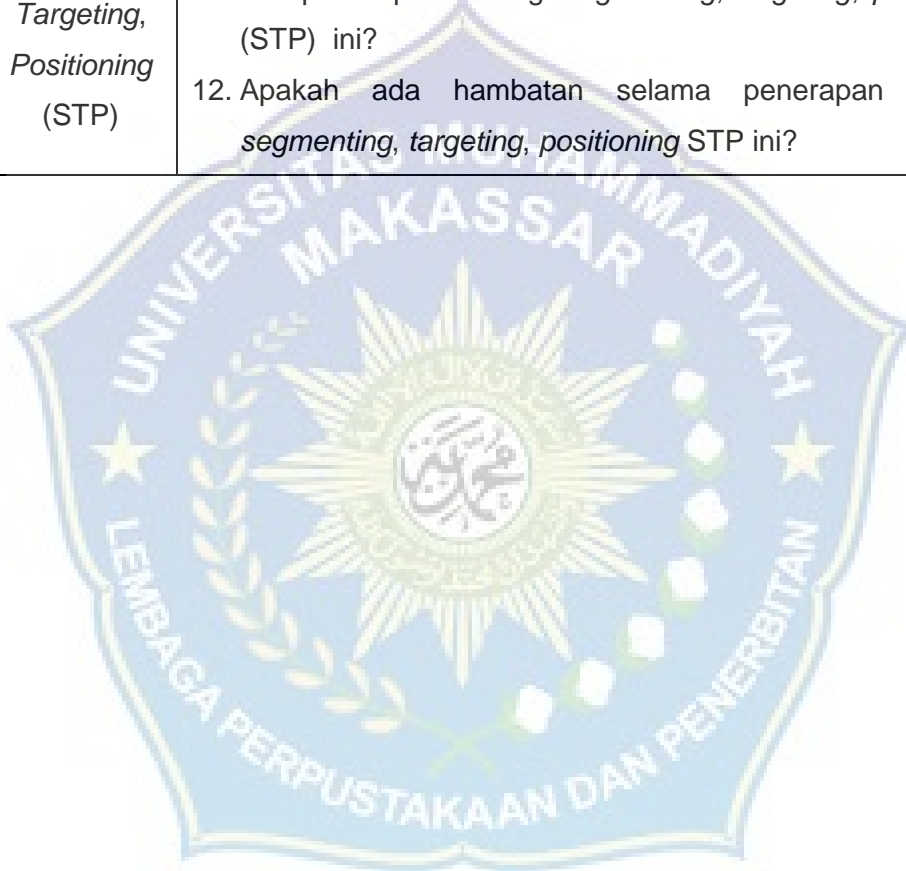 Targeting,
(STP) ini?
Positioning
12. Apakah ada hambatan selama penerapan
(STP)
segmenting, targeting, positioning STP ini?
UNIVERSITAS MUHAMMADIYAH
MAKASSAR
محمدية
LEMBAGA PERPUSTAKAAN DAN PENERBITAN